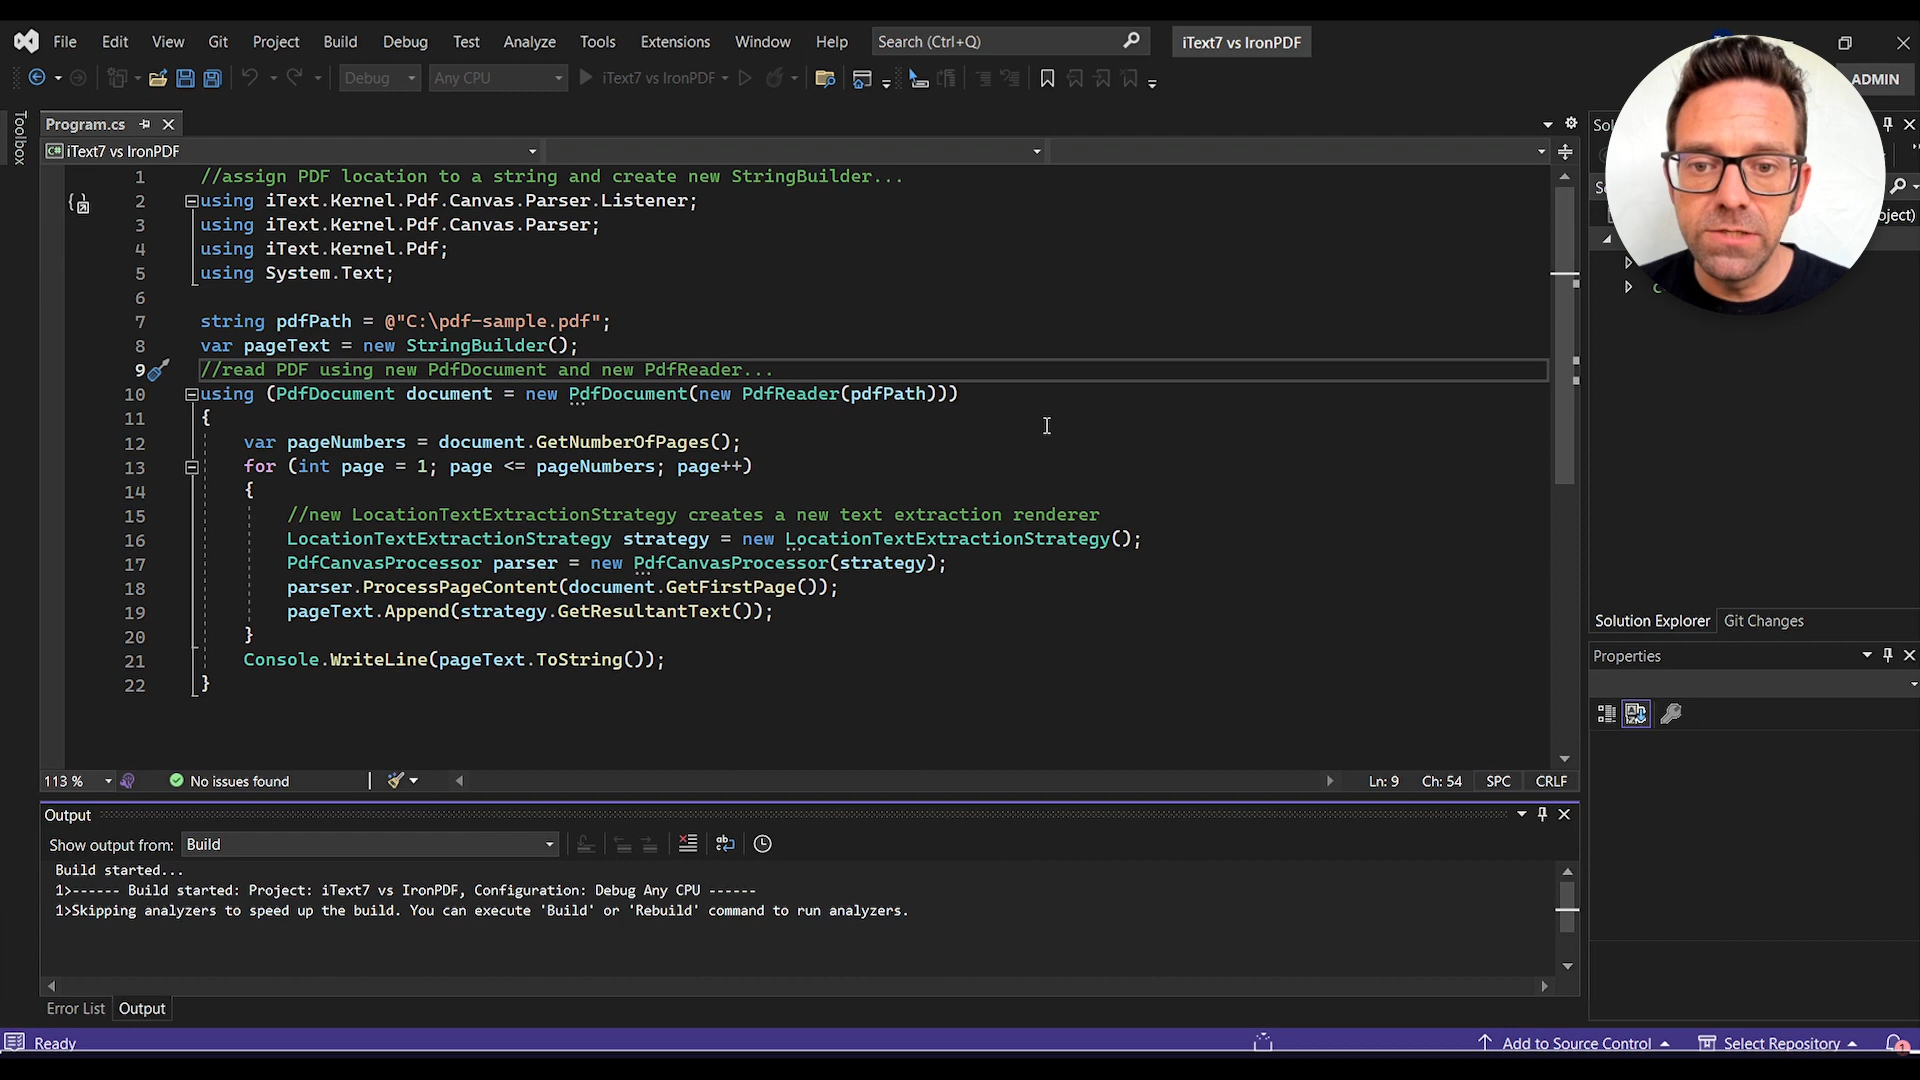 File Edit View Git Project Build Debug Test Analyze Tools Extensions Window Help Search (Ctrl+Q) iText7 vs IronPDF
Debug Any CPU iText7 vs IronPDF ADMIN
Toolbox
Program.cs
iText7 vs IronPDF
1 //assign PDF location to a string and create new StringBuilder...
2 using iText.Kernel.Pdf.Canvas.Parser.Listener;
3 using iText.Kernel.Pdf.Canvas.Parser;
4 using iText.Kernel.Pdf;
5 using System.Text;
6
7 string pdfPath = @"C:\pdf-sample.pdf";
8 var pageText = new StringBuilder();
9 //read PDF using new PdfDocument and new PdfReader...
10 using (PdfDocument document = new PdfDocument(new PdfReader(pdfPath)))
11 {
12 var pageNumbers = document.GetNumberOfPages();
13 for (int page = 1; page <= pageNumbers; page++)
14 {
15 //new LocationTextExtractionStrategy creates a new text extraction renderer
16 LocationTextExtractionStrategy strategy = new LocationTextExtractionStrategy();
17 PdfCanvasProcessor parser = new PdfCanvasProcessor(strategy);
18 parser.ProcessPageContent(document.GetFirstPage());
19 pageText.Append(strategy.GetResultantText());
20 }
21 Console.WriteLine(pageText.ToString());
22 }
113 % No issues found Ln: 9 Ch: 54 SPC CRLF
Output
Show output from: Build
Build started...
1>------ Build started: Project: iText7 vs IronPDF, Configuration: Debug Any CPU ------
1>Skipping analyzers to speed up the build. You can execute 'Build' or 'Rebuild' command to run analyzers.
Error List Output
Solution Explorer Git Changes
Properties
Ready Add to Source Control Select Repository 1